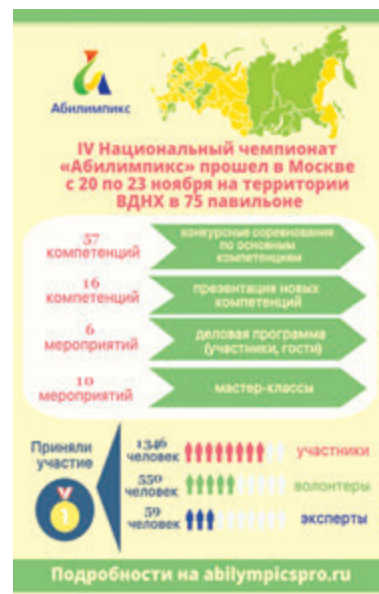 Абилимпикс
IV Национальный чемпионат
«Абилимпикс» прошел в Москве
с 20 по 23 ноября на территории
ВДНХ в 75 павильоне
57
компетенций
конкурсные соревнования
по основным
компетенциям
16
компетенций
презентация новых
компетенций
6
мероприятий
деловая программа
(участники, гости)
10
мероприятий
мастер-классы
Приняли
участие
1
1346
человек
участники
550
человек
волонтеры
59
человек
эксперты
Подробности на abilympicspro.ru